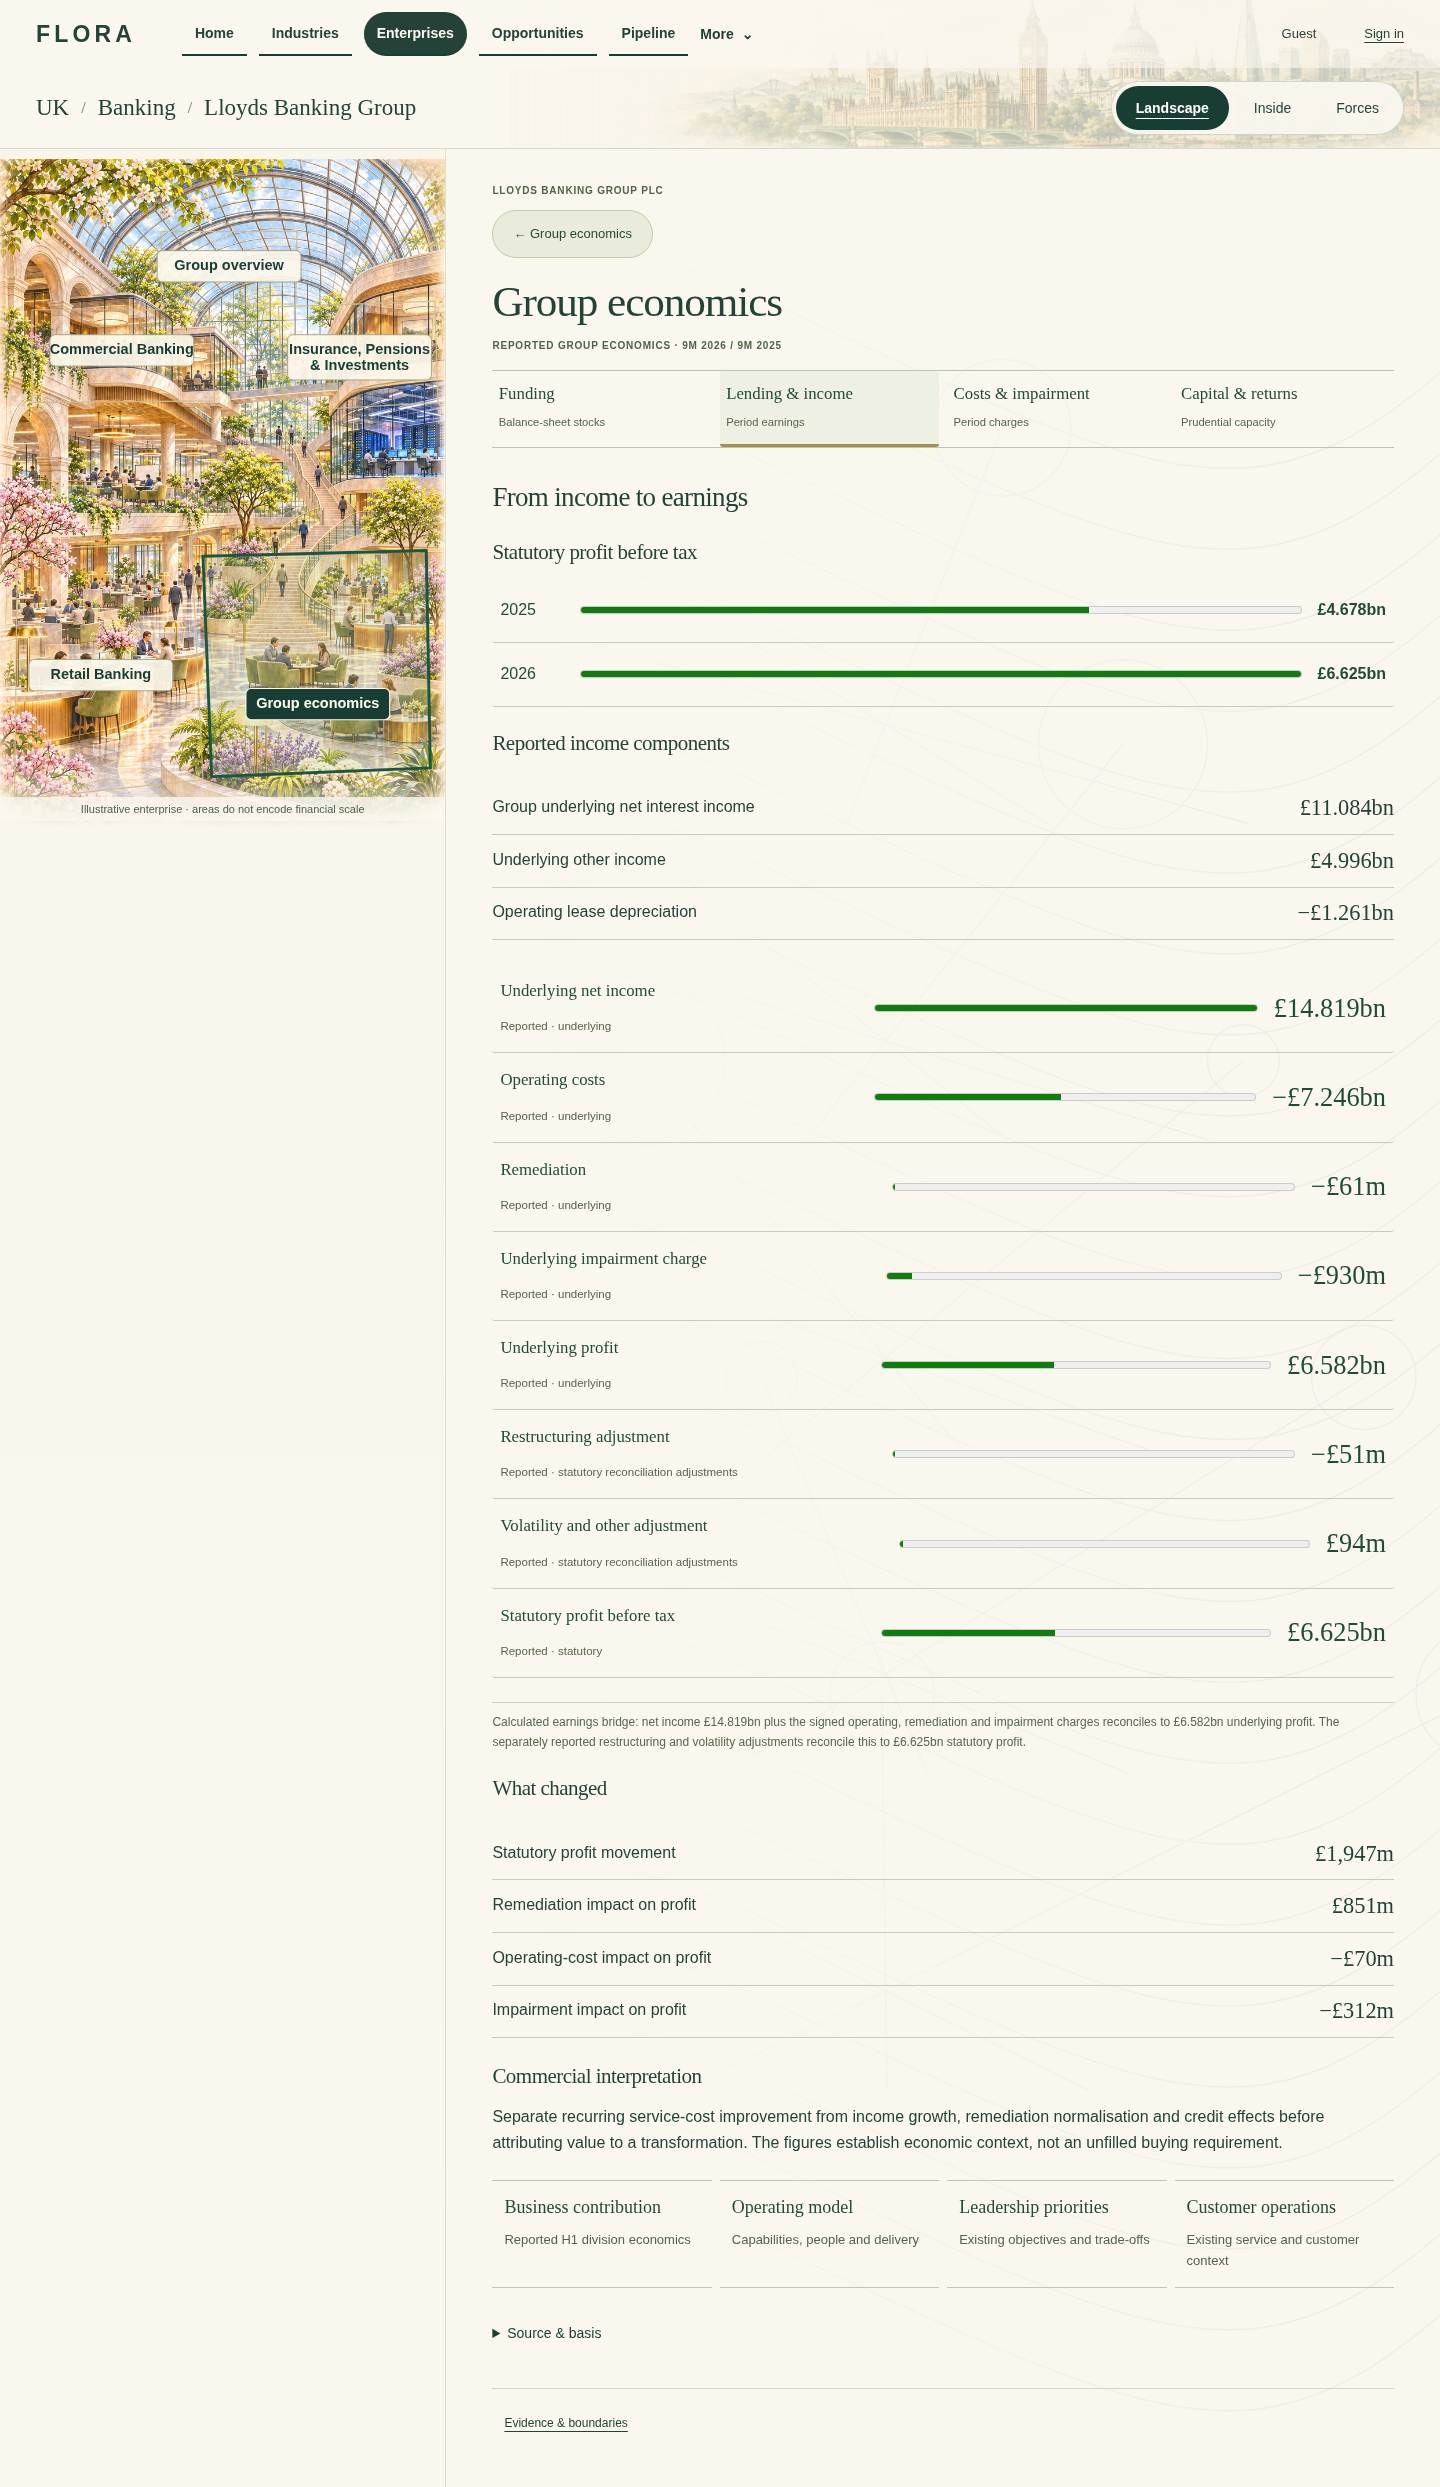 FLORA
Home
Industries
Enterprises
Opportunities
Pipeline
More ⌄
Guest
Sign in
UK / Banking / Lloyds Banking Group
Landscape
Inside
Forces
Group overview
Commercial Banking
Insurance, Pensions
& Investments
Retail Banking
Group economics
Illustrative enterprise · areas do not encode financial scale
LLOYDS BANKING GROUP PLC
← Group economics
Group economics
REPORTED GROUP ECONOMICS · 9M 2026 / 9M 2025
Funding
Balance-sheet stocks
Lending & income
Period earnings
Costs & impairment
Period charges
Capital & returns
Prudential capacity
From income to earnings
Statutory profit before tax
2025 £4.678bn
2026 £6.625bn
Reported income components
Group underlying net interest income £11.084bn
Underlying other income £4.996bn
Operating lease depreciation −£1.261bn
Underlying net income
Reported · underlying
£14.819bn
Operating costs
Reported · underlying
−£7.246bn
Remediation
Reported · underlying
−£61m
Underlying impairment charge
Reported · underlying
−£930m
Underlying profit
Reported · underlying
£6.582bn
Restructuring adjustment
Reported · statutory reconciliation adjustments
−£51m
Volatility and other adjustment
Reported · statutory reconciliation adjustments
£94m
Statutory profit before tax
Reported · statutory
£6.625bn
Calculated earnings bridge: net income £14.819bn plus the signed operating, remediation and impairment charges reconciles to £6.582bn underlying profit. The
separately reported restructuring and volatility adjustments reconcile this to £6.625bn statutory profit.
What changed
Statutory profit movement £1,947m
Remediation impact on profit £851m
Operating-cost impact on profit −£70m
Impairment impact on profit −£312m
Commercial interpretation
Separate recurring service-cost improvement from income growth, remediation normalisation and credit effects before
attributing value to a transformation. The figures establish economic context, not an unfilled buying requirement.
Business contribution
Reported H1 division economics
Operating model
Capabilities, people and delivery
Leadership priorities
Existing objectives and trade-offs
Customer operations
Existing service and customer
context
▶ Source & basis
Evidence & boundaries